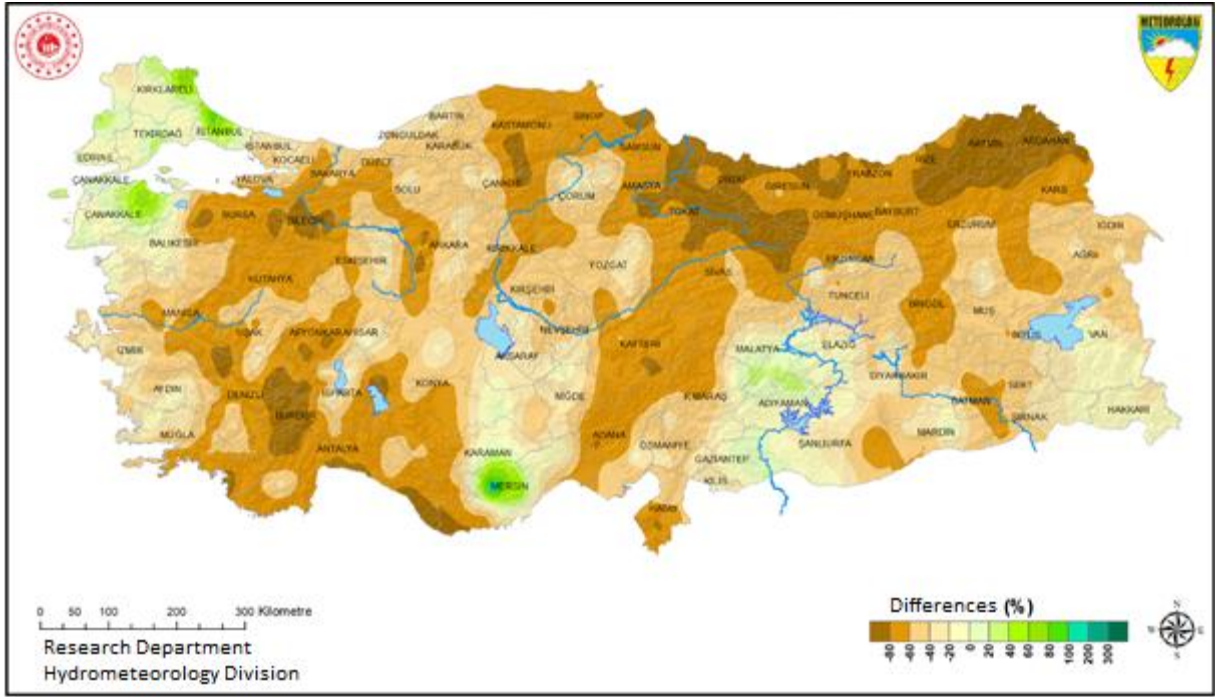 METEOROLOJİ
KIRKLARELİ
TEKİRDAĞ
İSTANBUL
EDİRNE
İSTANBUL
KOCAELİ
YALOVA
SAKARYA
DÜZCE
ZONGULDAK
BARTIN
KARABÜK
KASTAMONU
SİNOP
SAMSUN
ÇANAKKALE
ÇANAKKALE
BALIKESİR
BURSA
BİLECİK
BOLU
ÇANKIRI
ÇORUM
AMASYA
TOKAT
ORDU
GİRESUN
TRABZON
RİZE
ARTVİN
ARDAHAN
KARS
GÜMÜŞHANE
BAYBURT
ERZURUM
IĞDIR
AĞRI
ESKİŞEHİR
ANKARA
KIRIKKALE
YOZGAT
SİVAS
ERZİNCAN
TUNCELİ
BİNGÖL
MUŞ
BİTLİS
VAN
KÜTAHYA
MANİSA
UŞAK
AFYONKARAHİSAR
KIRŞEHİR
NEVŞEHİR
AKSARAY
KAYSERİ
MALATYA
ELAZIĞ
DİYARBAKIR
BATMAN
SİİRT
ŞIRNAK
HAKKARİ
İZMİR
AYDIN
DENİZLİ
ISPARTA
BURDUR
KONYA
NİĞDE
K.MARAŞ
ADIYAMAN
MARDİN
MUĞLA
ANTALYA
KARAMAN
MERSİN
ADANA
OSMANİYE
GAZİANTEP
ŞANLIURFA
KİLİS
HATAY
0 50 100 200 300 Kilometre
Research Department
Hydrometeorology Division
Differences (%)
-80 -60 -40 -20 0 20 40 60 80 100 200 300